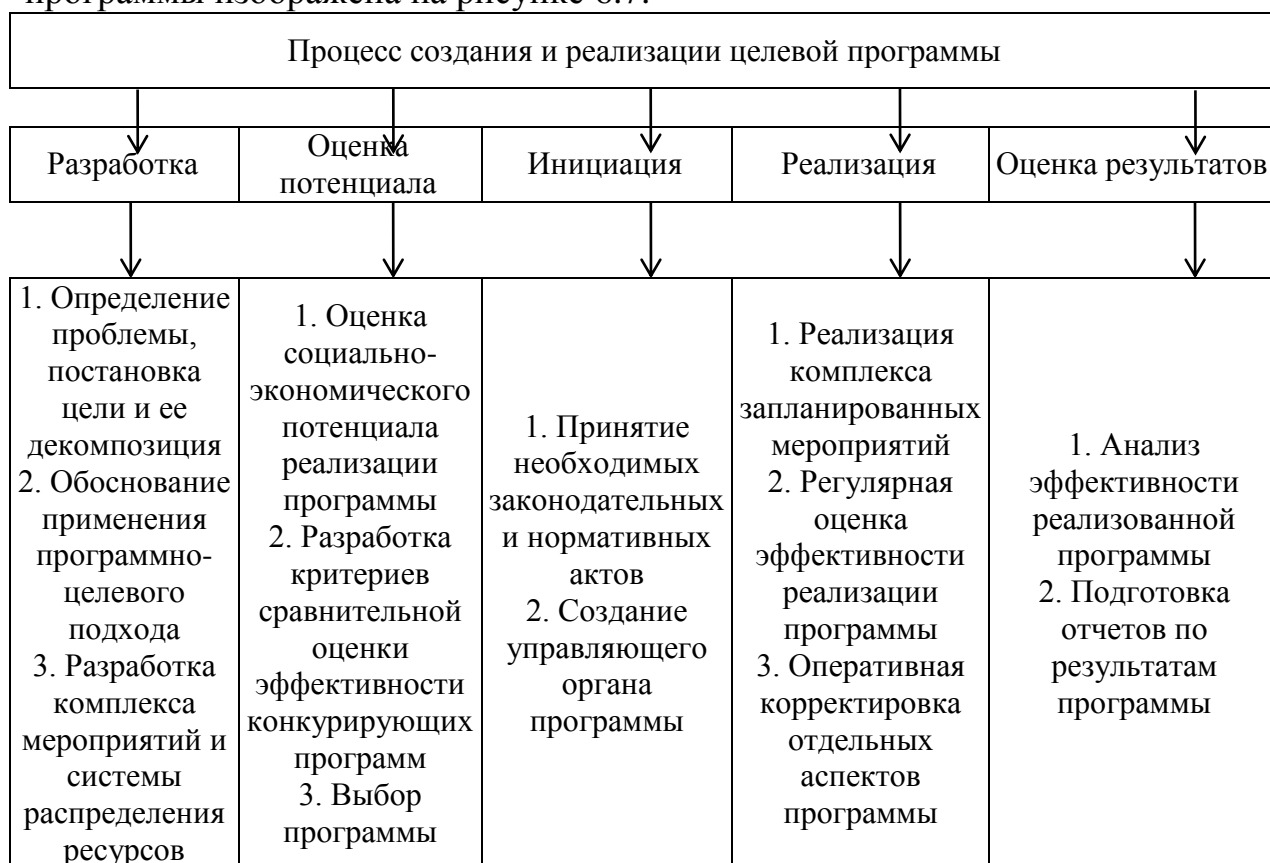 программы изображена на рисунке 6.7.
Процесс создания и реализации целевой программы
Разработка
Оценка
потенциала
Инициация
Реализация
Оценка результатов
1. Определение
проблемы,
постановка
цели и ее
декомпозиция
2. Обоснование
применения
программно-
целевого
подхода
3. Разработка
комплекса
мероприятий и
системы
распределения
ресурсов
1. Оценка
социально-
экономического
потенциала
реализации
программы
2. Разработка
критериев
сравнительной
оценки
эффективности
конкурирующих
программ
3. Выбор
программы
1. Принятие
необходимых
законодательных
и нормативных
актов
2. Создание
управляющего
органа
программы
1. Реализация
комплекса
запланированных
мероприятий
2. Регулярная
оценка
эффективности
реализации
программы
3. Оперативная
корректировка
отдельных
аспектов
программы
1. Анализ
эффективности
реализованной
программы
2. Подготовка
отчетов по
результатам
программы